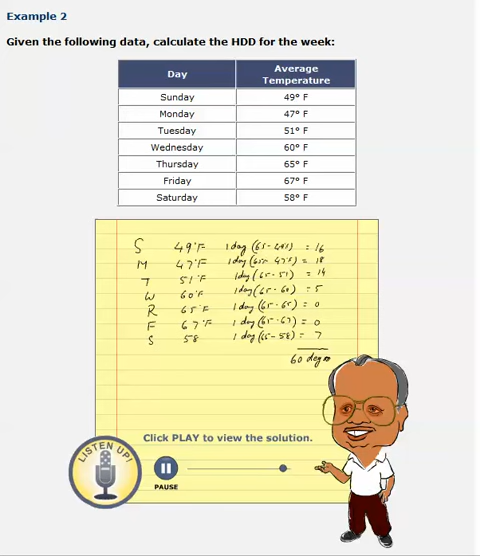 Example 2
Given the following data, calculate the HDD for the week:
Day Average Temperature
Sunday 49° F
Monday 47° F
Tuesday 51° F
Wednesday 60° F
Thursday 65° F
Friday 67° F
Saturday 58° F
S 49°F 1 day (65-49) = 16
M 47°F 1 day (65-47) = 18
T 51°F 1 day (65-51) = 14
W 60°F 1 day (65-60) = 5
R 65°F 1 day (65-65) = 0
F 67°F 1 day (65-67) = 0
S 58 1 day (65-58) = 7
60 deg
Click PLAY to view the solution.
LISTEN UP!
PAUSE